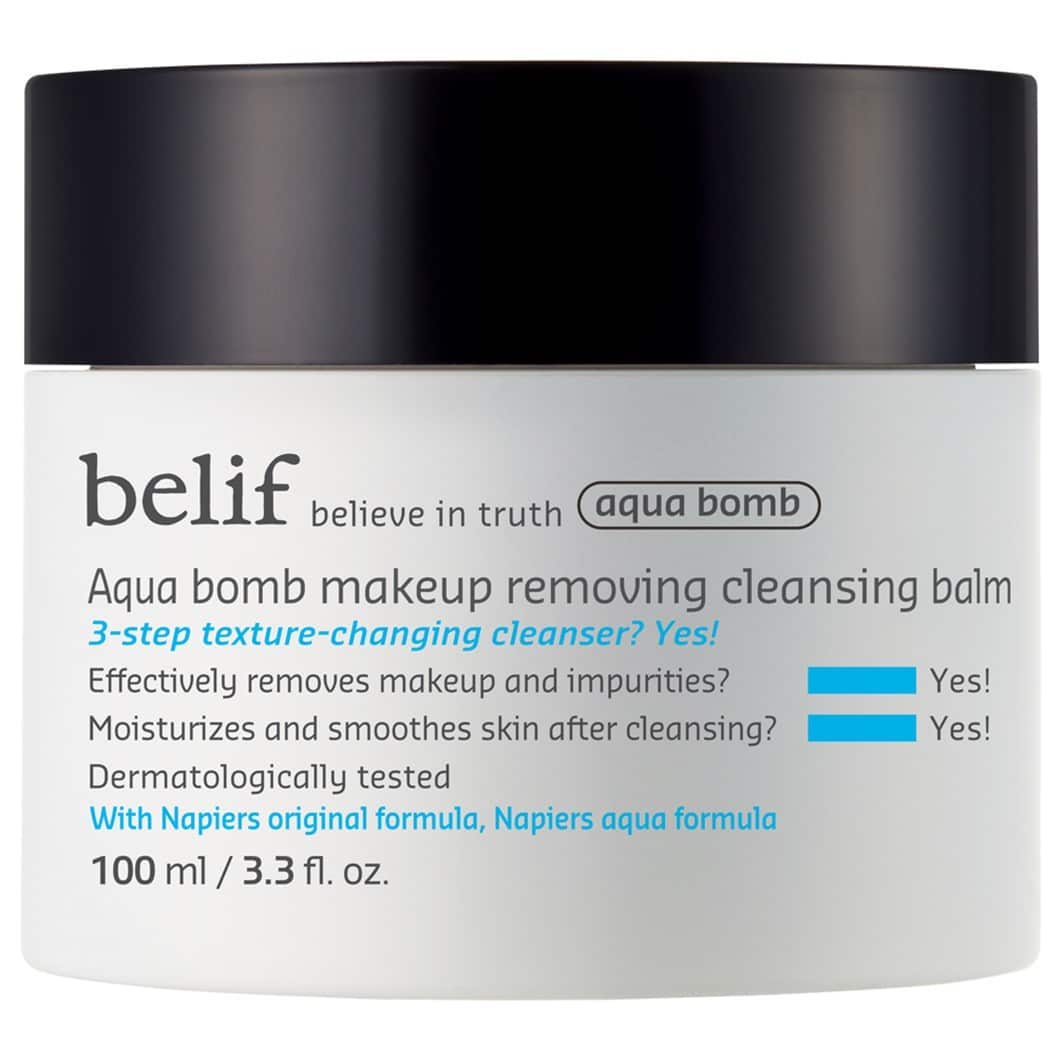 belif believe in truth aqua bomb
Aqua bomb makeup removing cleansing balm
3-step texture-changing cleanser? Yes!
Effectively removes makeup and impurities? Yes!
Moisturizes and smoothes skin after cleansing? Yes!
Dermatologically tested
With Napiers original formula, Napiers aqua formula
100 ml / 3.3 fl. oz.